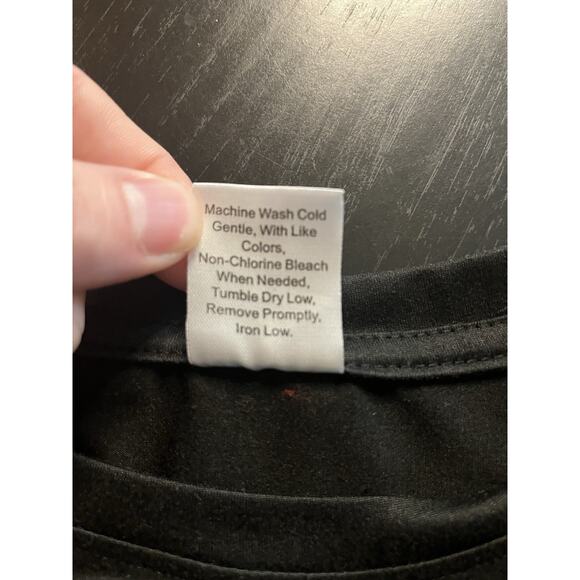 Machine Wash Cold
Gentle, With Like
Colors,
Non-Chlorine Bleach
When Needed,
Tumble Dry Low,
Remove Promptly,
Iron Low.